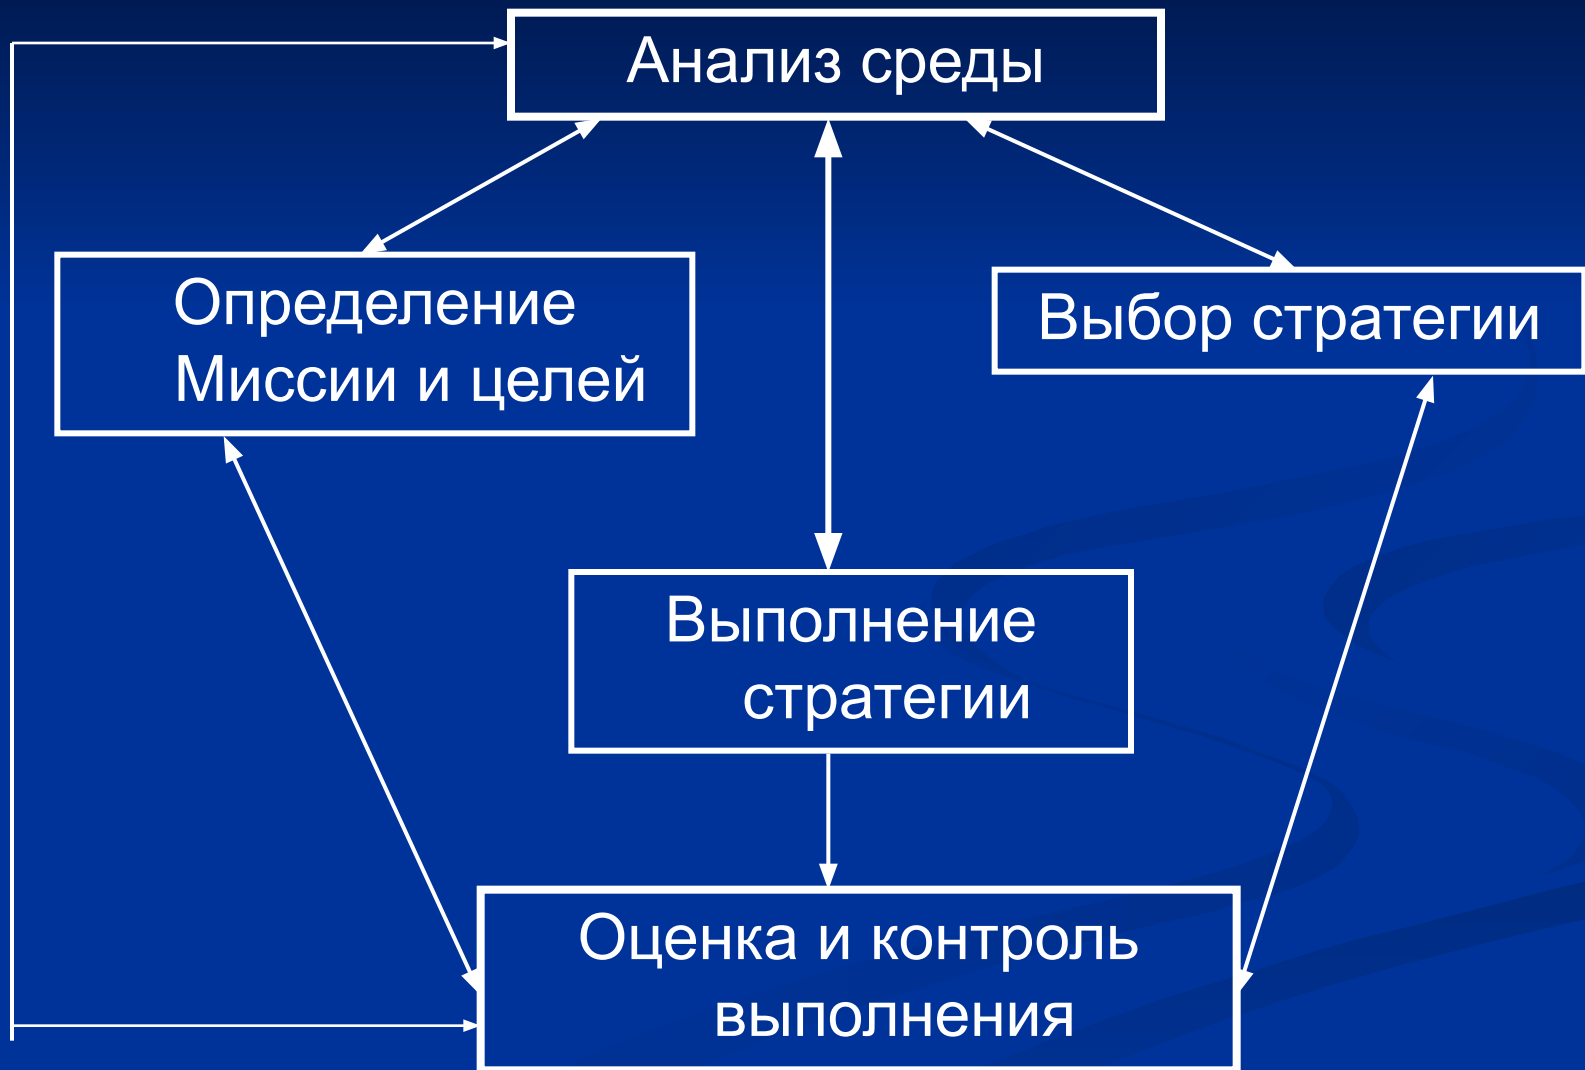 Анализ среды
Определение
Миссии и целей
Выбор стратегии
Выполнение
стратегии
Оценка и контроль
выполнения